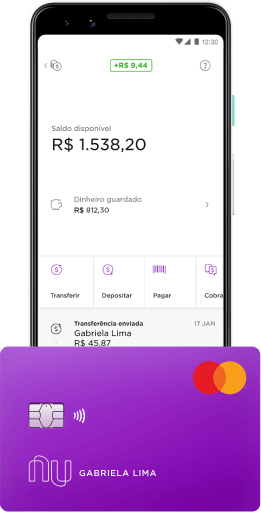 12:30
+R$ 9,44
?
Saldo disponível
R$ 1.538,20
Dinheiro guardado
R$ 812,30
Transferir Depositar Pagar Cobra
Transferência enviada 17 JAN
Gabriela Lima
R$ 45,87
nu GABRIELA LIMA